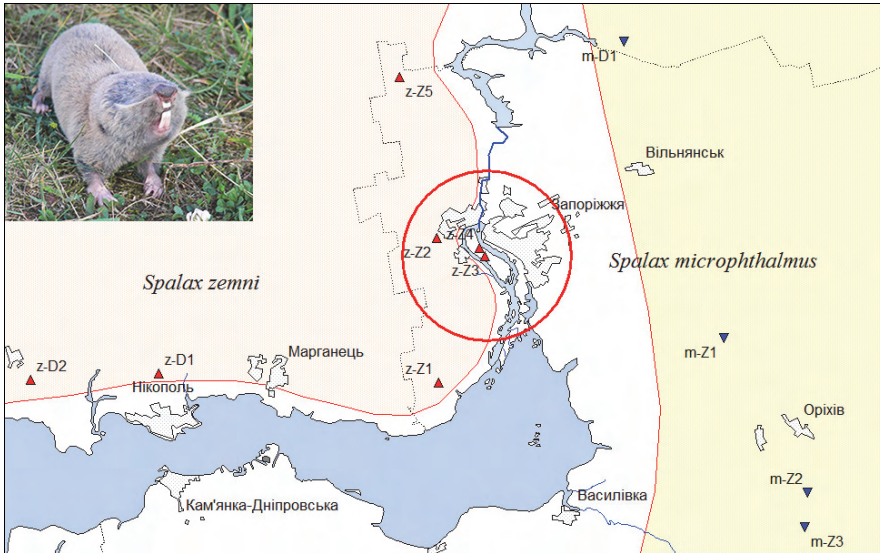 m-D1
z-Z5
Вільнянськ
Запоріжжя
z-Z4
z-Z2
z-Z3
Spalax zemni
Spalax microphthalmus
m-Z1
Марганець
z-D2
z-D1
z-Z1
Нікополь
Оріхів
m-Z2
Кам'янка-Дніпровська
Василівка
m-Z3